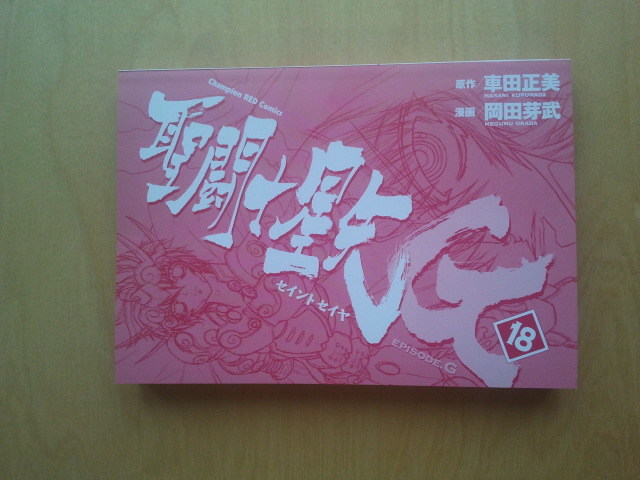 Champion RED Comics
原作 車田正美
MASAMI KURUMADA
漫画 岡田芽武
MEGUMU OKADA
聖闘士星矢
セイントセイヤ
G
EPISODE.G
18